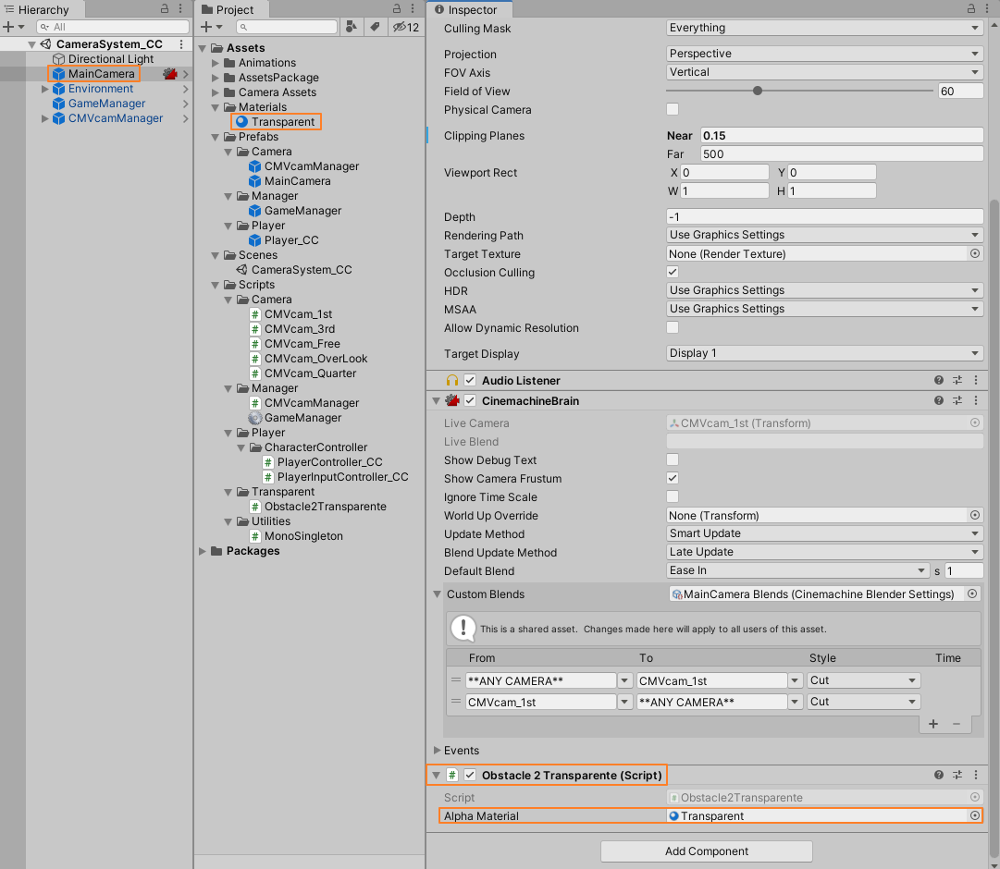 Hierarchy
All
CameraSystem_CC
Directional Light
MainCamera
Environment
GameManager
CMVcamManager
Project
12
Assets
Animations
AssetsPackage
Camera Assets
Materials
Transparent
Prefabs
Camera
CMVcamManager
MainCamera
Manager
GameManager
Player
Player_CC
Scenes
CameraSystem_CC
Scripts
Camera
CMVcam_1st
CMVcam_3rd
CMVcam_Free
CMVcam_OverLook
CMVcam_Quarter
Manager
CMVcamManager
GameManager
Player
CharacterController
PlayerController_CC
PlayerInputController_CC
Transparent
Obstacle2Transparente
Utilities
MonoSingleton
Packages
Inspector
Culling Mask Everything
Projection Perspective
FOV Axis Vertical
Field of View 60
Physical Camera
Clipping Planes Near 0.15
Far 500
Viewport Rect X 0 Y 0
W 1 H 1
Depth -1
Rendering Path Use Graphics Settings
Target Texture None (Render Texture)
Occlusion Culling
HDR Use Graphics Settings
MSAA Use Graphics Settings
Allow Dynamic Resolution
Target Display Display 1
Audio Listener
CinemachineBrain
Live Camera CMVcam_1st (Transform)
Live Blend
Show Debug Text
Show Camera Frustum
Ignore Time Scale
World Up Override None (Transform)
Update Method Smart Update
Blend Update Method Late Update
Default Blend Ease In s 1
Custom Blends MainCamera Blends (Cinemachine Blender Settings)
This is a shared asset. Changes made here will apply to all users of this asset.
From To Style Time
**ANY CAMERA** CMVcam_1st Cut
CMVcam_1st **ANY CAMERA** Cut
Events
# Obstacle 2 Transparente (Script)
Script Obstacle2Transparente
Alpha Material Transparent
Add Component